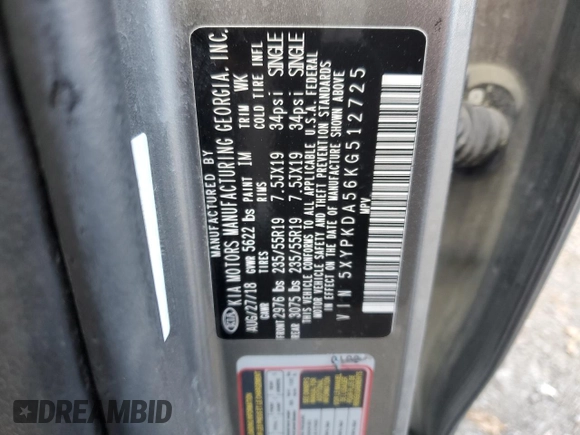 MANUFACTURED BY
KIA KIA MOTORS MANUFACTURING GEORGIA, INC.
AUG/27/18 GVWR 5622 lbs PAINT IM TRIM WK
GAWR RIMS COLD TIRE INFL
FRONT 2976 lbs 235/55R19 7.5JX19 34psi SINGLE
REAR 3075 lbs 235/55R19 7.5JX19 34psi SINGLE
THIS VEHICLE CONFORMS TO ALL APPLICABLE U.S.A. FEDERAL
MOTOR VEHICLE SAFETY AND THEFT PREVENTION STANDARDS
IN EFFECT ON THE DATE OF MANUFACTURE SHOWN ABOVE
VIN 5XYPKDA56KG512725
MPV
DREAMBID